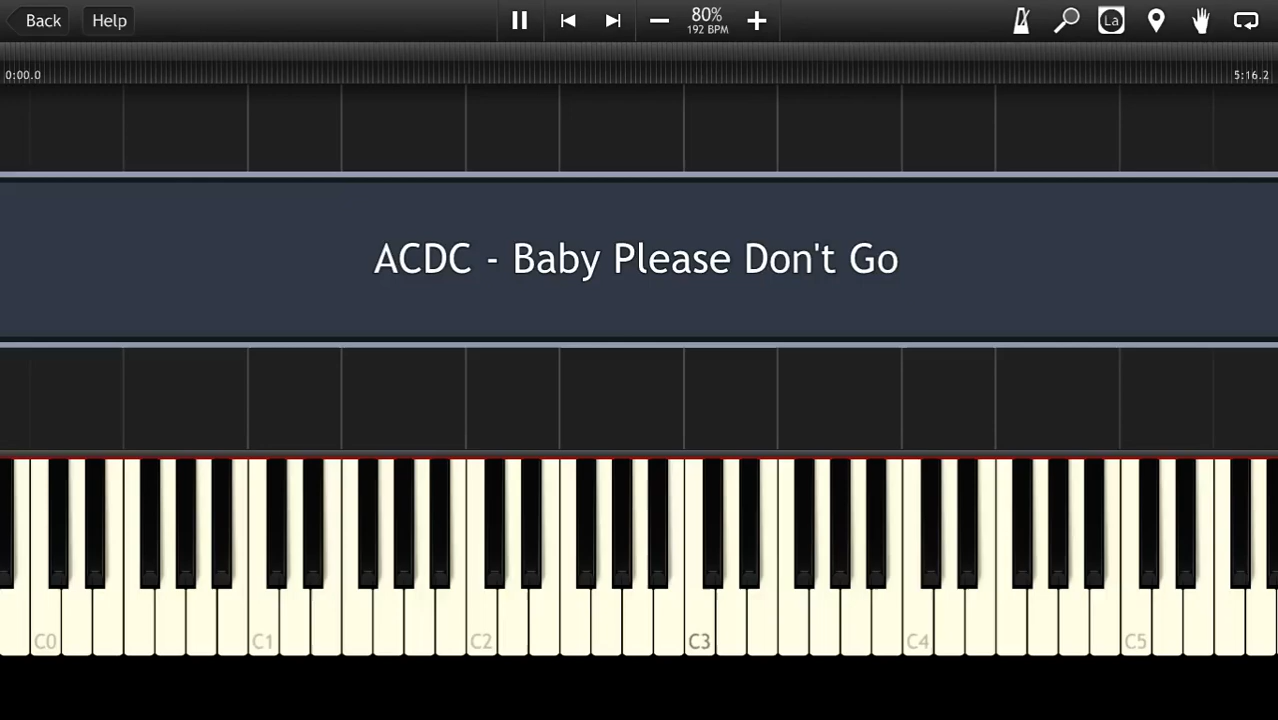 Back Help 80% La
192 BPM
0:00.0 5:16.2
ACDC - Baby Please Don't Go
C0 C1 C2 C3 C4 C5